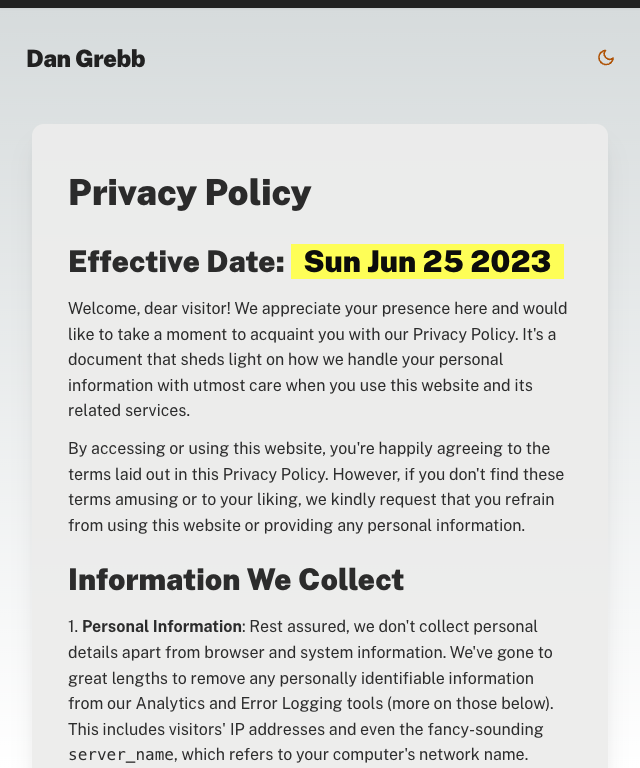 Dan Grebb
Privacy Policy
Effective Date: Sun Jun 25 2023
Welcome, dear visitor! We appreciate your presence here and would
like to take a moment to acquaint you with our Privacy Policy. It's a
document that sheds light on how we handle your personal
information with utmost care when you use this website and its
related services.
By accessing or using this website, you're happily agreeing to the
terms laid out in this Privacy Policy. However, if you don't find these
terms amusing or to your liking, we kindly request that you refrain
from using this website or providing any personal information.
Information We Collect
1. Personal Information: Rest assured, we don't collect personal
details apart from browser and system information. We've gone to
great lengths to remove any personally identifiable information
from our Analytics and Error Logging tools (more on those below).
This includes visitors' IP addresses and even the fancy-sounding
server_name, which refers to your computer's network name.